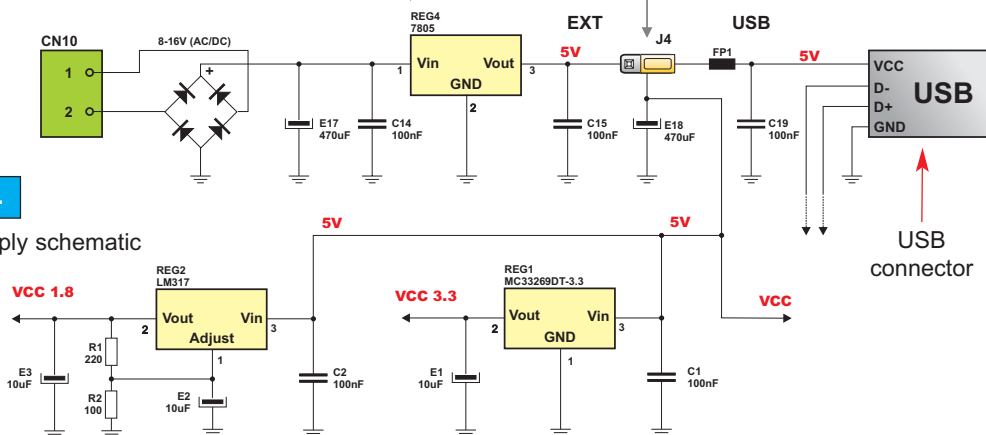 REG4
7805
EXT
USB
CN10
8-16V (AC/DC)
J4
FP1
5V
5V
1
2
+
1
Vin
Vout
3
GND
2
VCC
D-
D+
GND
USB
E17
470uF
C14
100nF
C15
100nF
E18
470uF
C19
100nF
ply schematic
5V
5V
USB
connector
REG2
LM317
REG1
MC33269DT-3.3
VCC 1.8
VCC 3.3
VCC
2
Vout
Vin
3
Adjust
1
2
Vout
Vin
3
GND
1
R1
220
R2
100
E3
10uF
E2
10uF
C2
100nF
E1
10uF
C1
100nF